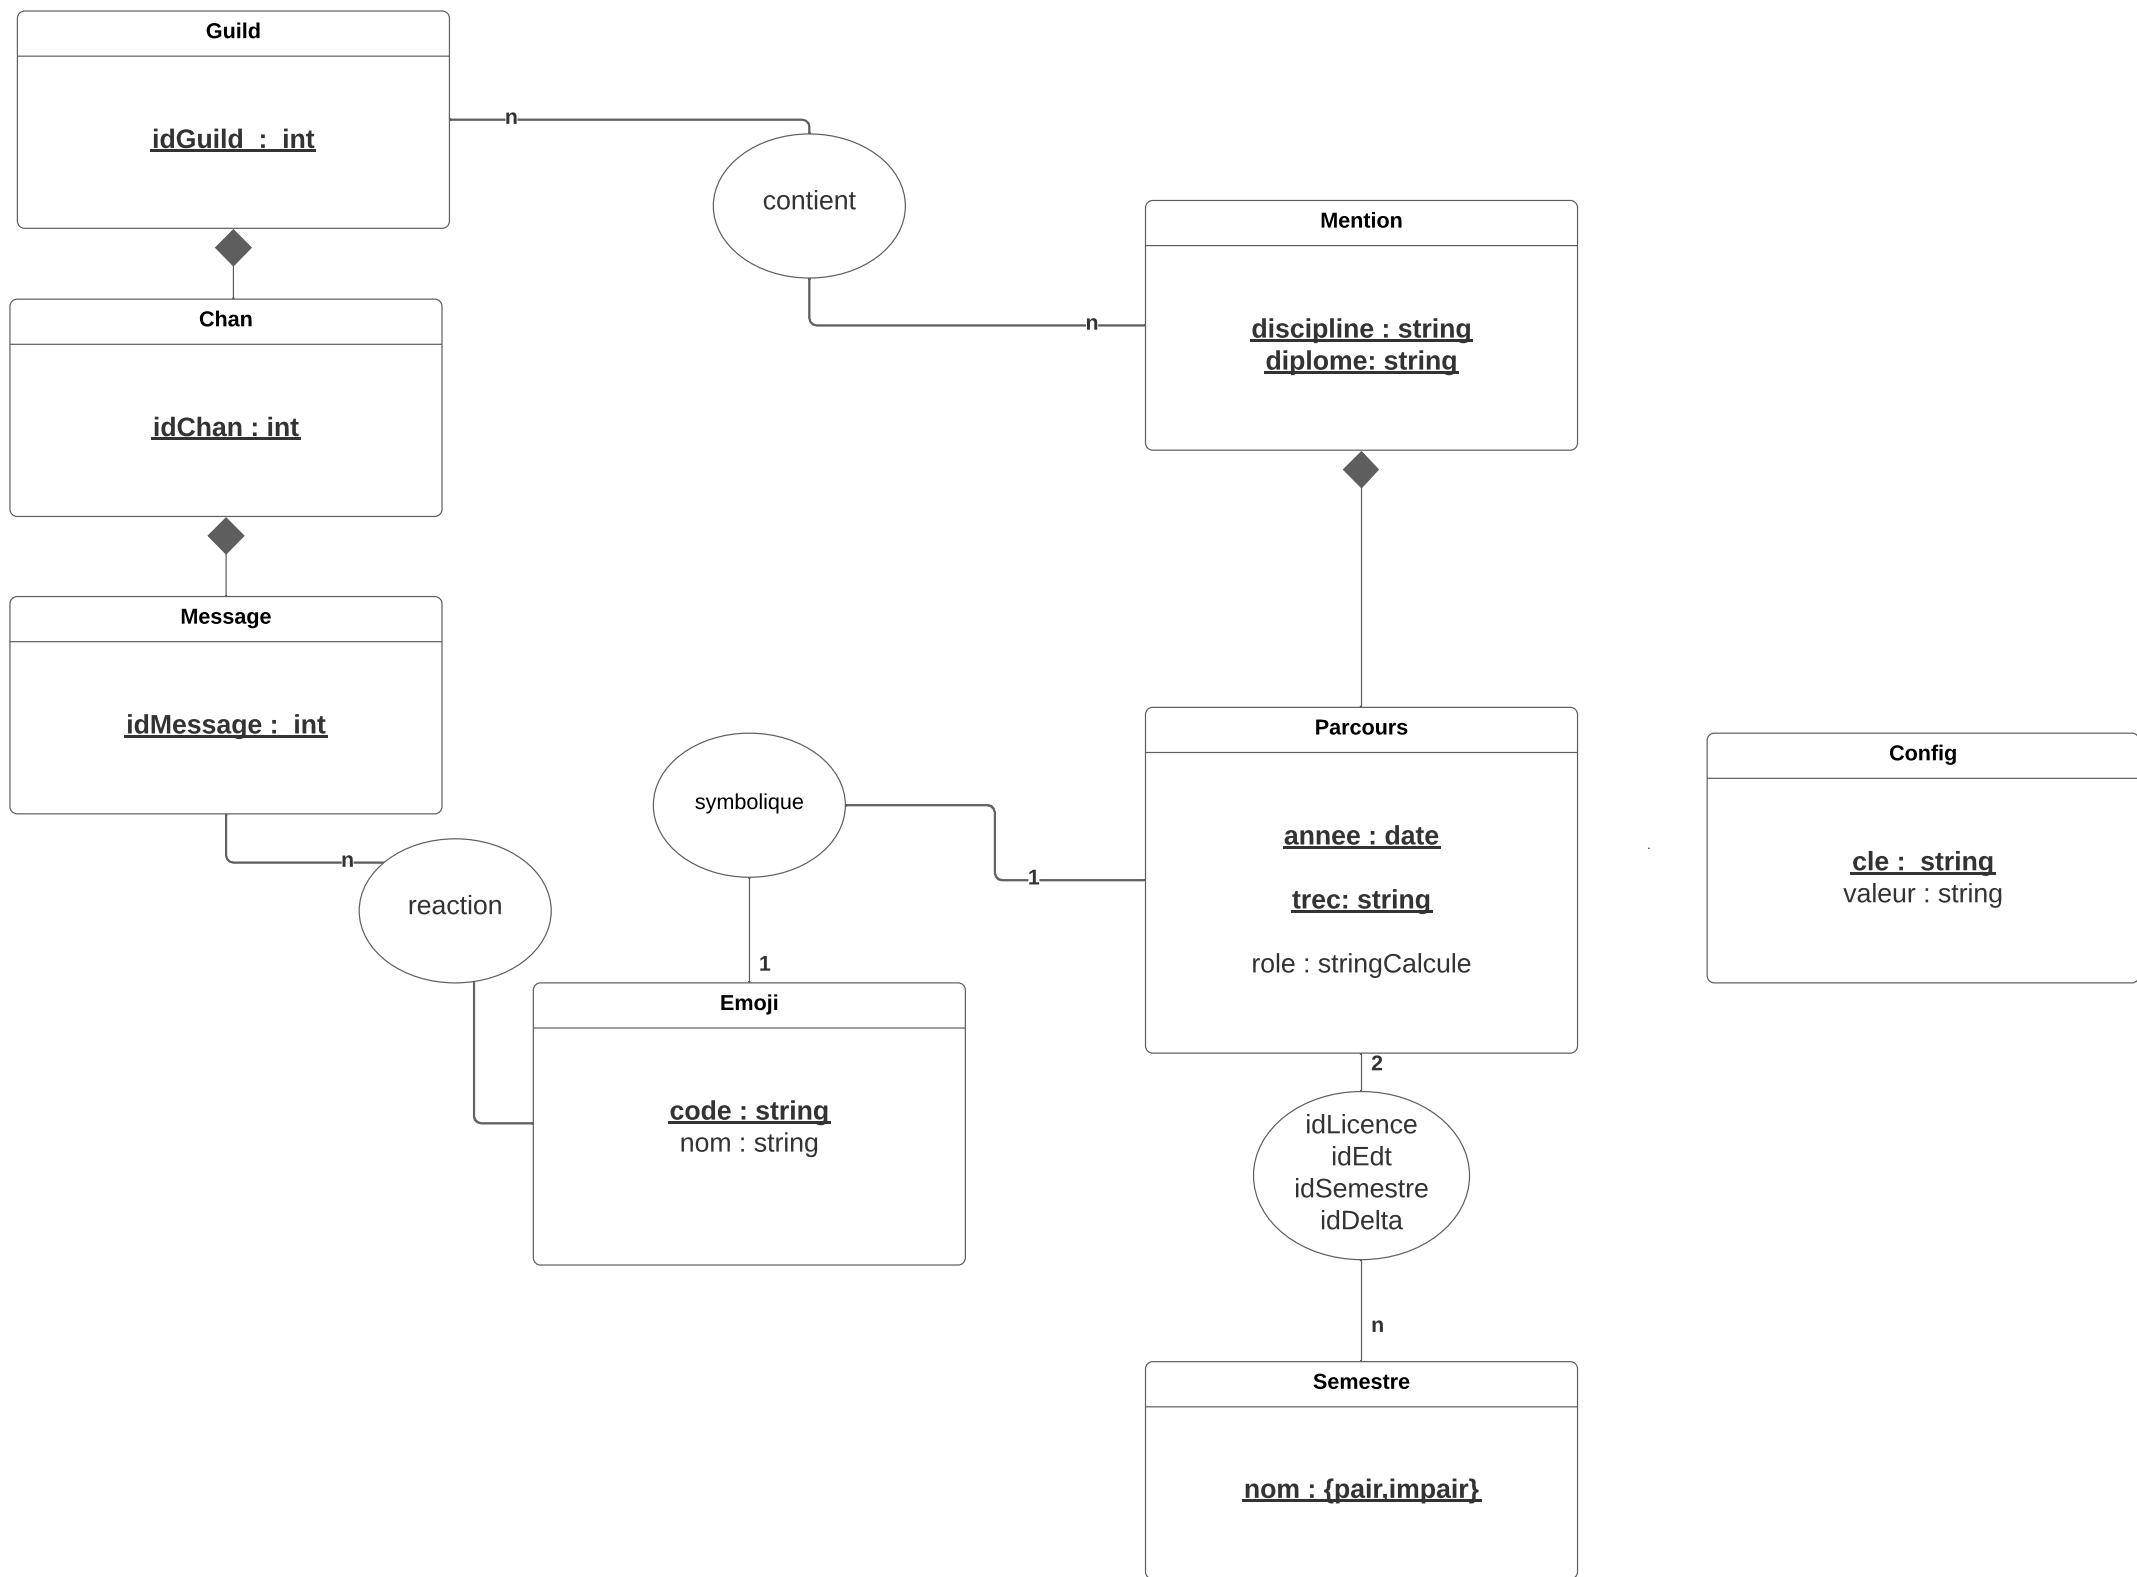 Guild
idGuild  :  int
n
contient
n
Mention
discipline : string
diplome: string
Chan
idChan : int
Message
idMessage :  int
n
reaction
symbolique
1
1
Emoji
code : string
nom : string
Parcours
annee : date
trec: string
role : stringCalcule
2
idLicence
idEdt
idSemestre
idDelta
n
Semestre
nom : {pair,impair}
Config
cle :  string
valeur : string